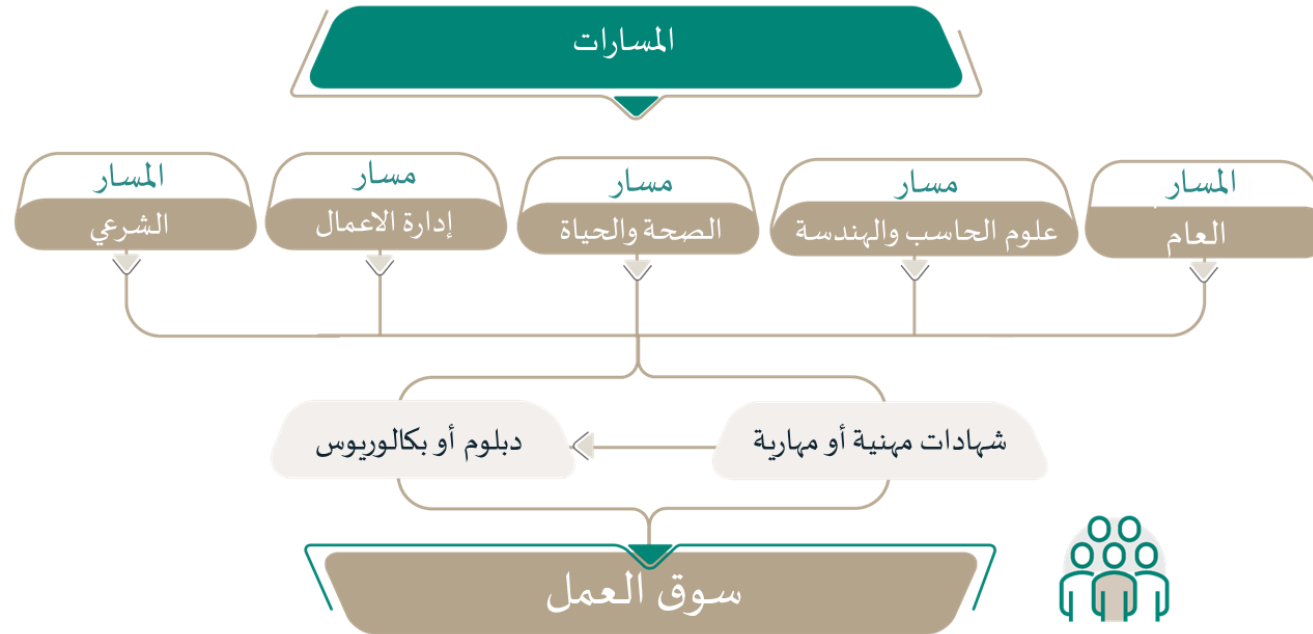 المسارات
المسار
العام
مسار
علوم الحاسب والهندسة
مسار
الصحة والحياة
مسار
إدارة الاعمال
المسار
الشرعي
شهادات مهنية أو مهارية
دبلوم أو بكالوريوس
سوق العمل